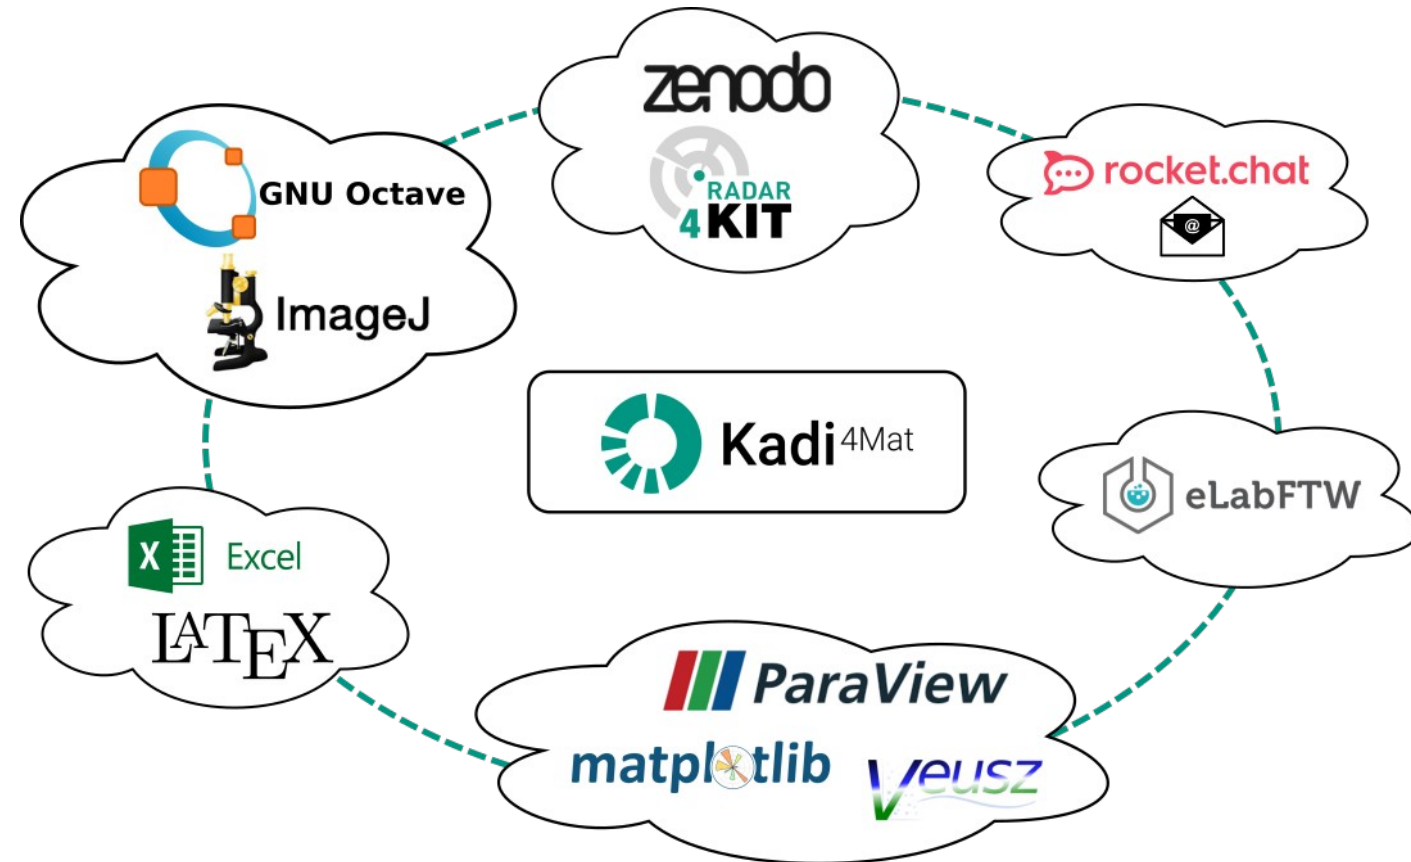 zenodo
RADAR
4KIT
rocket.chat
@
GNU Octave
ImageJ
Kadi4Mat
eLabFTW
X Excel
LATEX
ParaView
matplotlib
Veusz